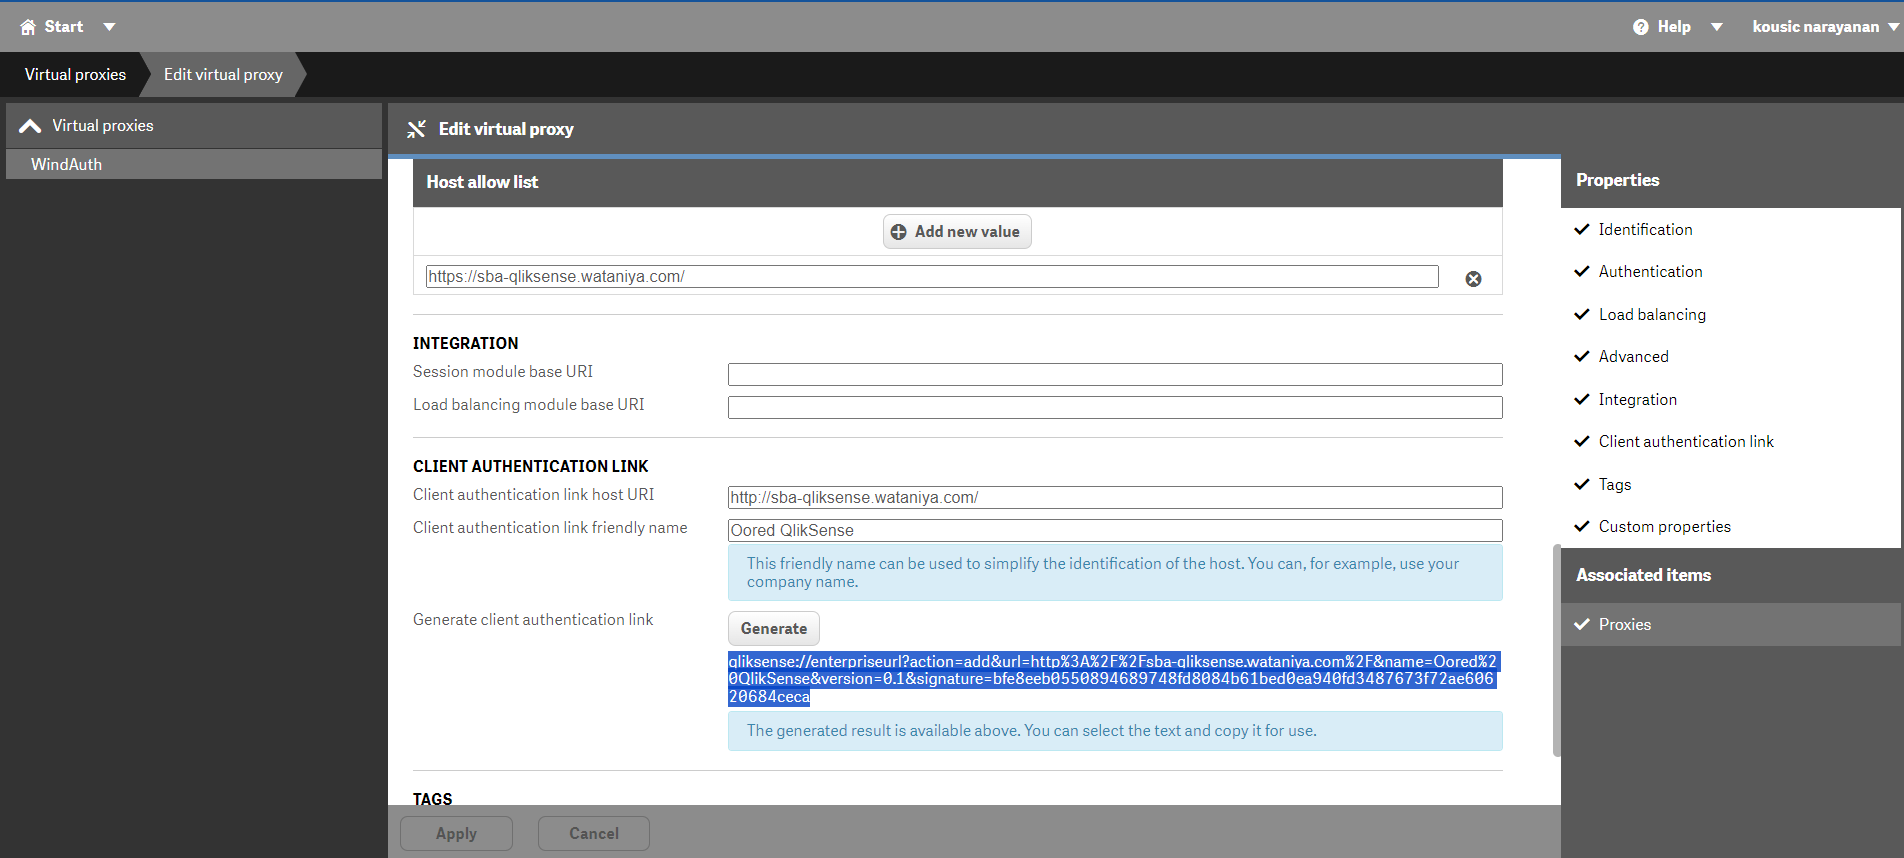 Start
Help
kousic narayanan
Virtual proxies
Edit virtual proxy
Virtual proxies
WindAuth
Edit virtual proxy
Host allow list
Add new value
https://sba-qliksense.wataniya.com/
INTEGRATION
Session module base URI
Load balancing module base URI
CLIENT AUTHENTICATION LINK
Client authentication link host URI
http://sba-qliksense.wataniya.com/
Client authentication link friendly name
Oored QlikSense
This friendly name can be used to simplify the identification of the host. You can, for example, use your
company name.
Generate client authentication link
Generate
qliksense://enterpriseurl?action=add&url=http%3A%2F%2Fsba-qliksense.wataniya.com%2F&name=Oored%2
0QlikSense&version=0.1&signature=bfe8eeb0550894689748fd8084b61bed0ea940fd3487673f72ae606
20684ceca
The generated result is available above. You can select the text and copy it for use.
TAGS
Apply
Cancel
Properties
Identification
Authentication
Load balancing
Advanced
Integration
Client authentication link
Tags
Custom properties
Associated items
Proxies